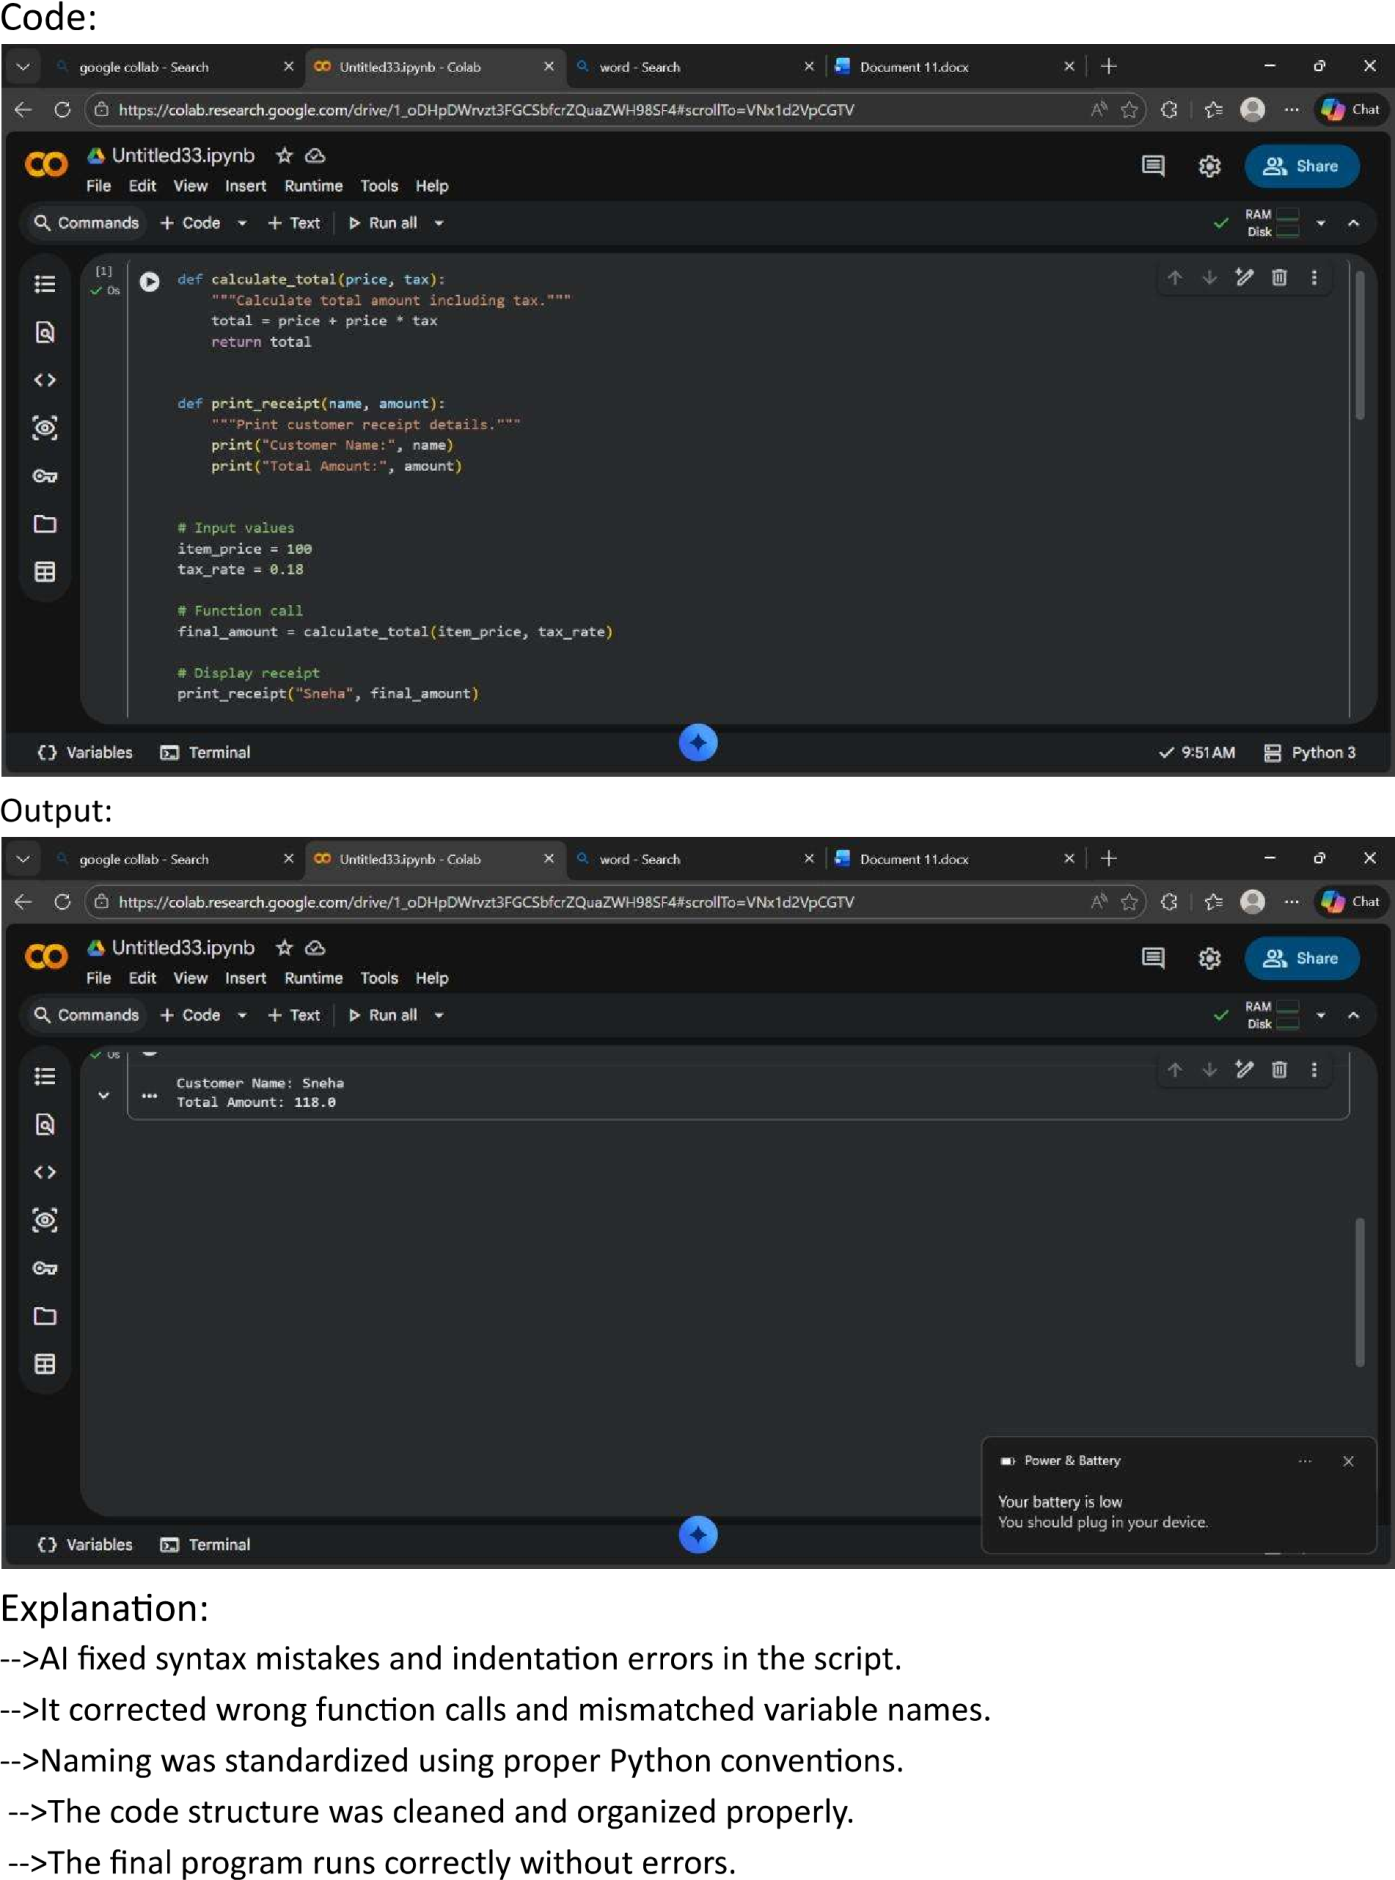 Code:
google collab - Search
Untitled33.ipynb - Colab
word - Search
Document 11.docx
https://colab.research.google.com/drive/1_oDHpDWrvzt3FGCSbfcrZQuaZWH98SF4#scrollTo=VNx1d2VpCGTV
Chat
Untitled33.ipynb
File Edit View Insert Runtime Tools Help
Share
Commands + Code + Text Run all
RAM
Disk
[1]
0s
def calculate_total(price, tax):
"""Calculate total amount including tax."""
total = price + price * tax
return total
def print_receipt(name, amount):
"""Print customer receipt details."""
print("Customer Name:", name)
print("Total Amount:", amount)
# Input values
item_price = 100
tax_rate = 0.18
# Function call
final_amount = calculate_total(item_price, tax_rate)
# Display receipt
print_receipt("Sneha", final_amount)
{} Variables Terminal
9:51 AM Python 3
Output:
google collab - Search
Untitled33.ipynb - Colab
word - Search
Document 11.docx
https://colab.research.google.com/drive/1_oDHpDWrvzt3FGCSbfcrZQuaZWH98SF4#scrollTo=VNx1d2VpCGTV
Chat
Untitled33.ipynb
File Edit View Insert Runtime Tools Help
Share
Commands + Code + Text Run all
RAM
Disk
0s
Customer Name: Sneha
Total Amount: 118.0
Power & Battery
Your battery is low
You should plug in your device.
{} Variables Terminal
Explanation:
-->AI fixed syntax mistakes and indentation errors in the script.
-->It corrected wrong function calls and mismatched variable names.
-->Naming was standardized using proper Python conventions.
-->The code structure was cleaned and organized properly.
-->The final program runs correctly without errors.